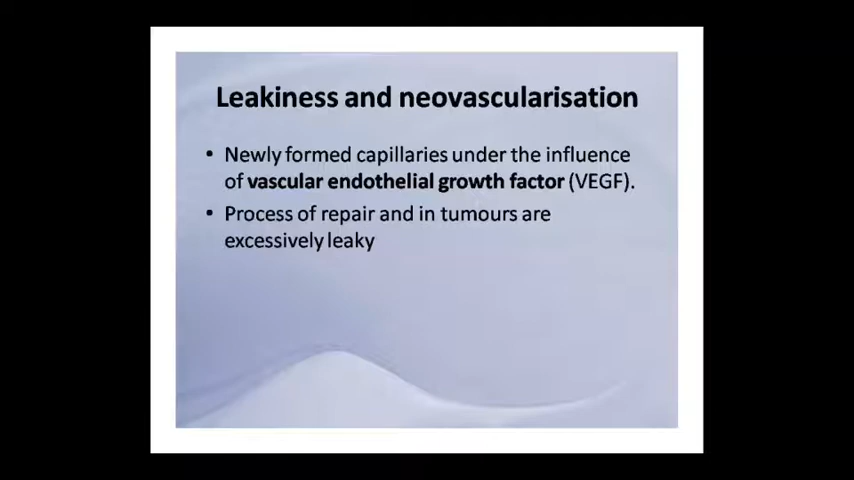 Leakiness and neovascularisation
• Newly formed capillaries under the influence
of vascular endothelial growth factor (VEGF).
• Process of repair and in tumours are
excessively leaky